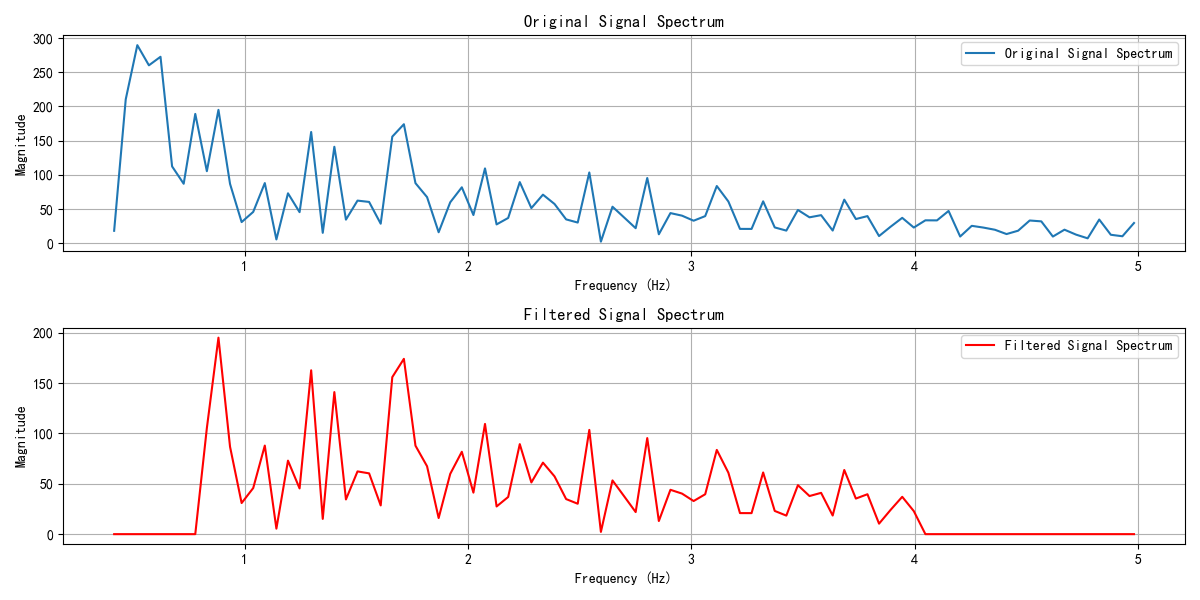 Original Signal Spectrum
300
250
200
150
100
50
0
Magnitude
Original Signal Spectrum
1 2 3 4 5
Frequency (Hz)
Filtered Signal Spectrum
200
150
100
50
0
Magnitude
Filtered Signal Spectrum
1 2 3 4 5
Frequency (Hz)